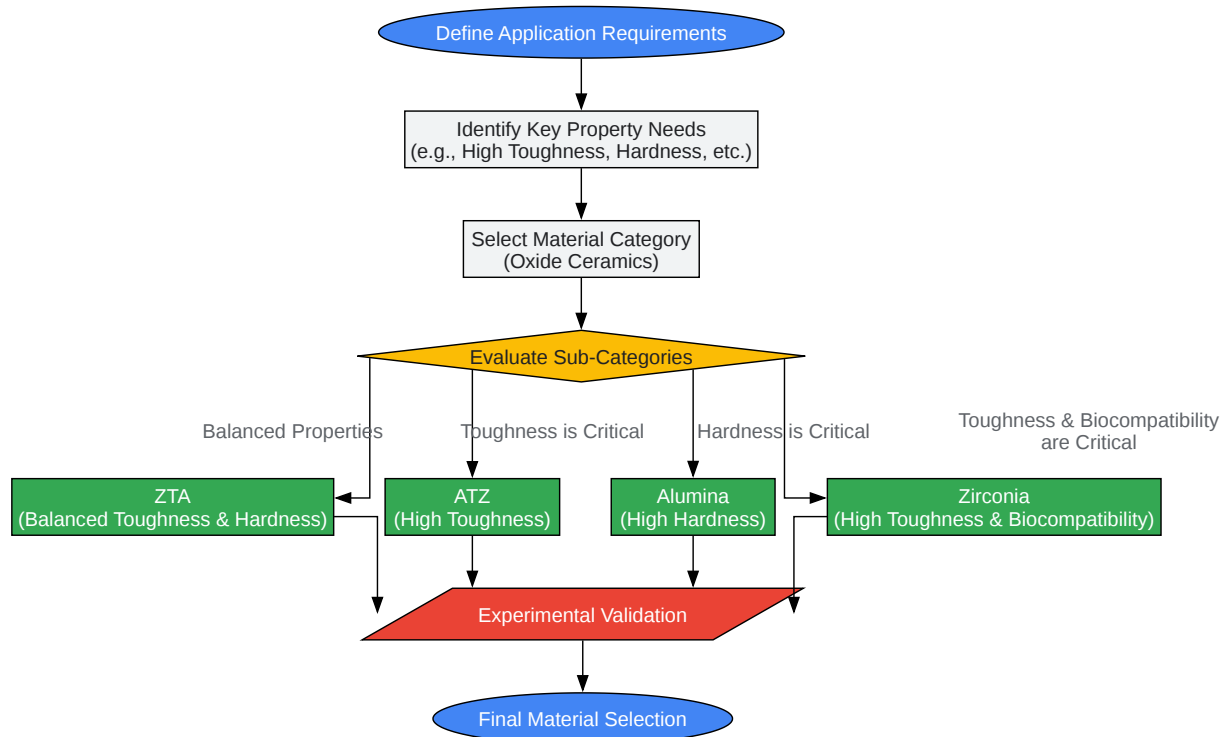 Define Application Requirements
Identify Key Property Needs
(e.g., High Toughness, Hardness, etc.)
Select Material Category
(Oxide Ceramics)
Evaluate Sub-Categories
Balanced Properties
Toughness is Critical
Hardness is Critical
Toughness & Biocompatibility
are Critical
ZTA
(Balanced Toughness & Hardness)
ATZ
(High Toughness)
Alumina
(High Hardness)
Zirconia
(High Toughness & Biocompatibility)
Experimental Validation
Final Material Selection